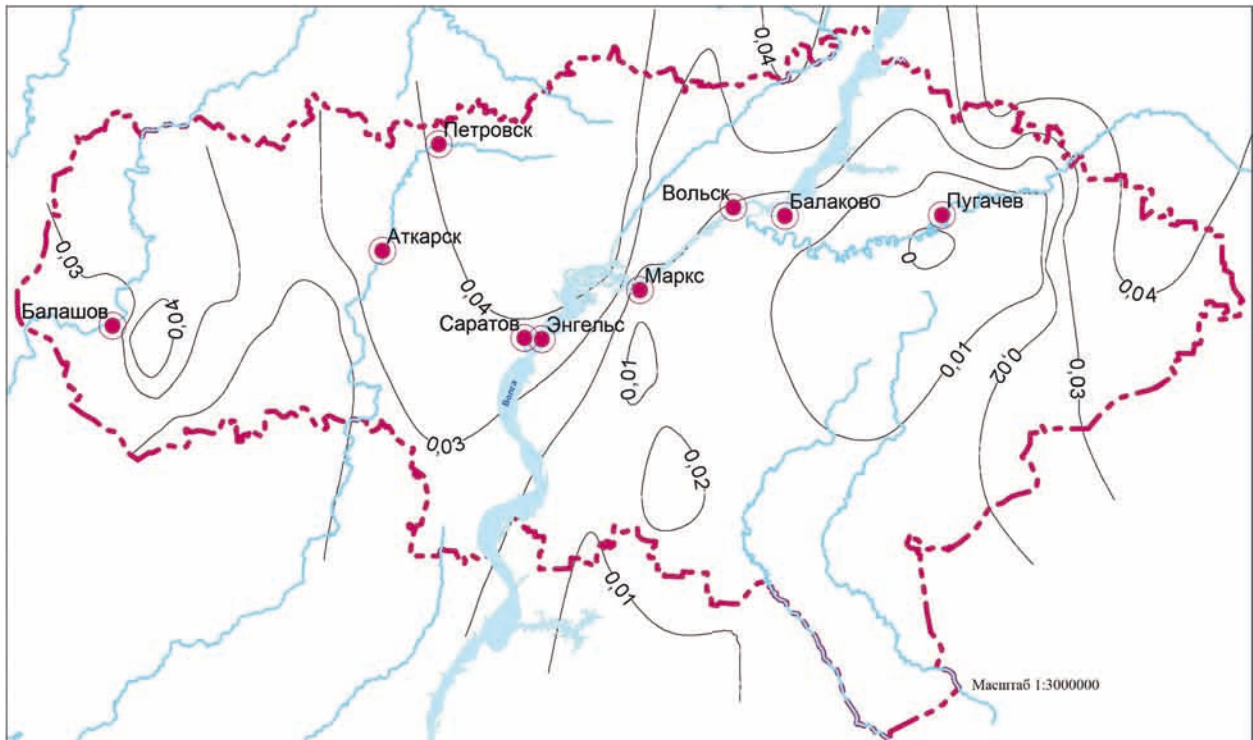 0,04
Петровск
Вольск
Балаково
Пугачев
Аткарск
0
0,03
Маркс
0,04
0,04
Балашов
0,04
Саратов
Энгельс
0,01
0,01
0,02
0,03
Волга
0,03
0,02
0,01
Масштаб 1:3000000